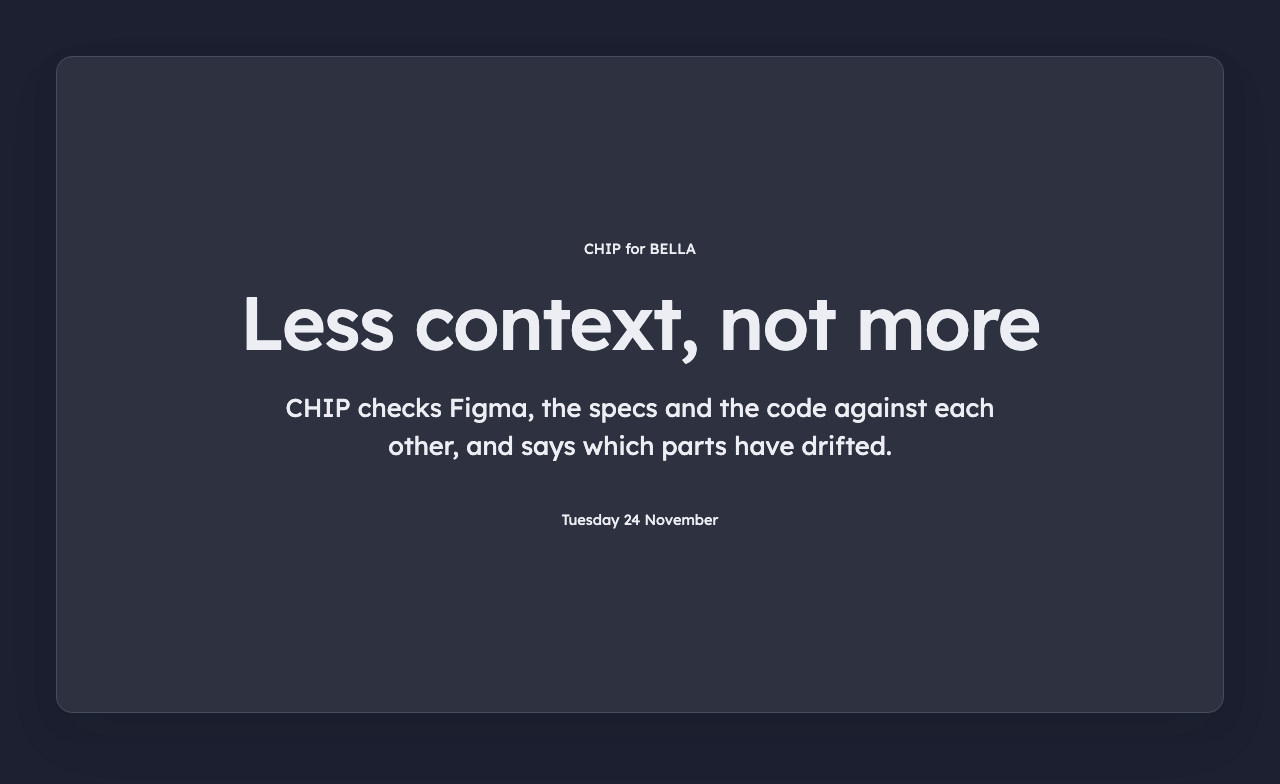 CHIP for BELLA
Less context, not more
CHIP checks Figma, the specs and the code against each
other, and says which parts have drifted.
Tuesday 24 November